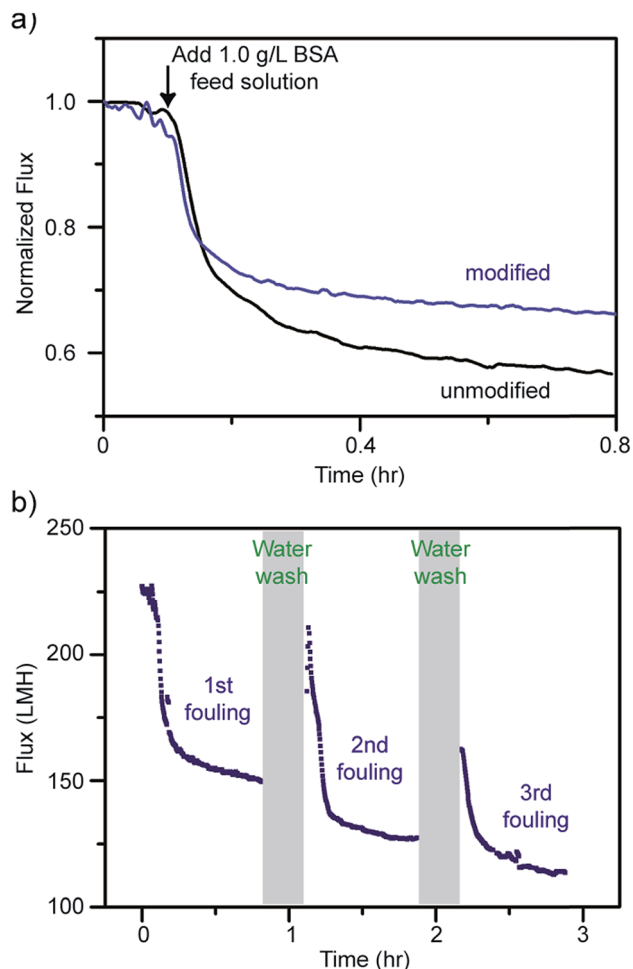 a)
Add 1.0 g/L BSA
feed solution
1.0
0.8
0.6
Normalized Flux
modified
unmodified
0
0.4
0.8
Time (hr)
b)
250
200
150
100
Flux (LMH)
Water
wash
Water
wash
1st
fouling
2nd
fouling
3rd
fouling
0
1
2
3
Time (hr)